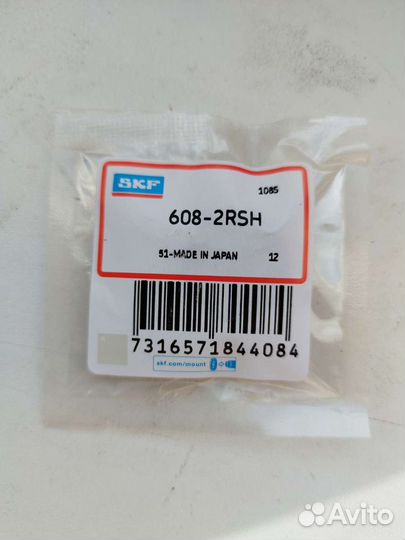 SKF
1085
608-2RSH
51-MADE IN JAPAN 12
7316571844084
skf.com/mount
Avito